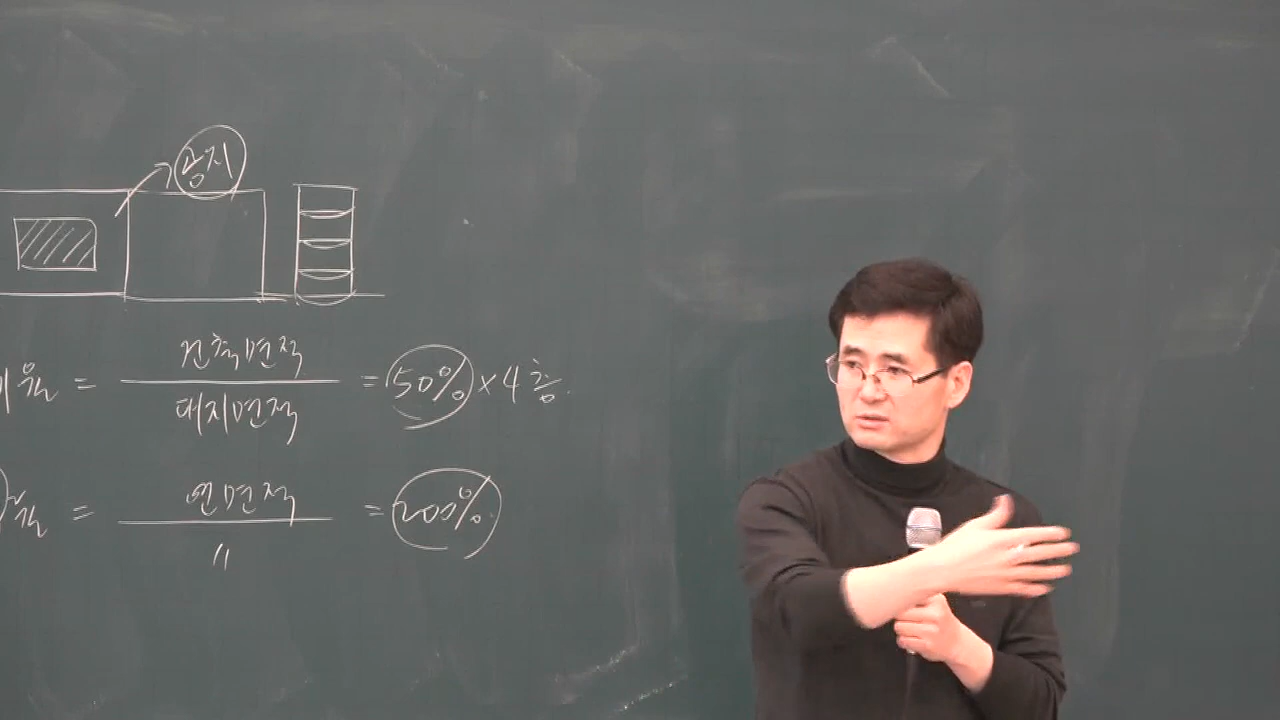 공지
폐율 = 건축면적 / 대지면적 = 50% × 4층.
율 = 연면적 / 〃 = 200%.